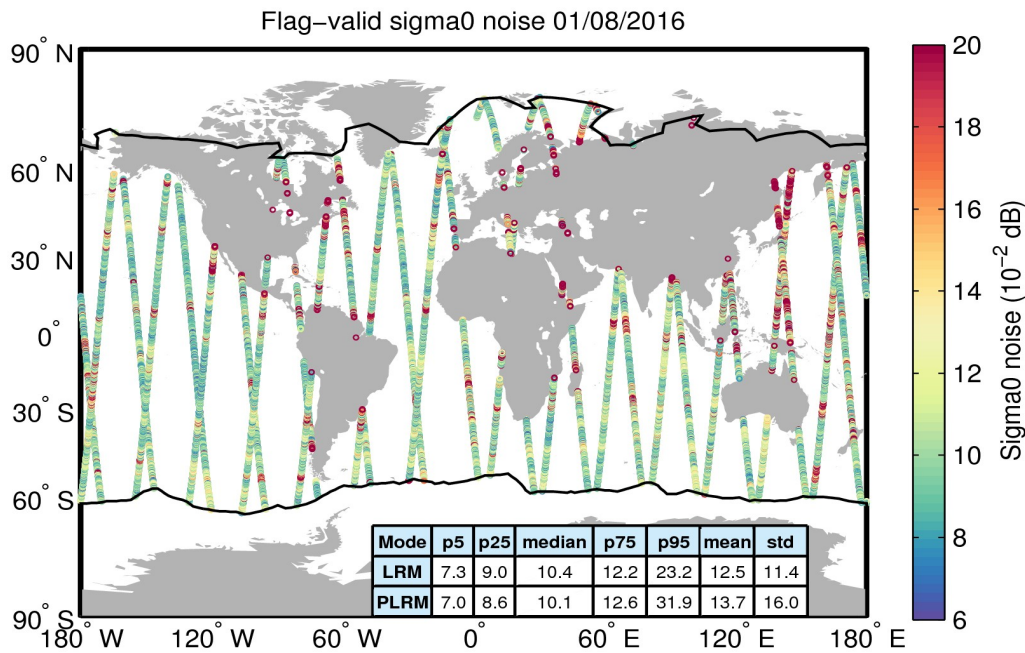 Flag−valid sigma0 noise 01/08/2016
90° N
60° N
30° N
0°
30° S
60° S
90° S
180° W 120° W 60° W 0° 60° E 120° E 180° E
Mode p5 p25 median p75 p95 mean std
LRM 7.3 9.0 10.4 12.2 23.2 12.5 11.4
PLRM 7.0 8.6 10.1 12.6 31.9 13.7 16.0
20
18
16
14
12
10
8
6
Sigma0 noise (10⁻² dB)